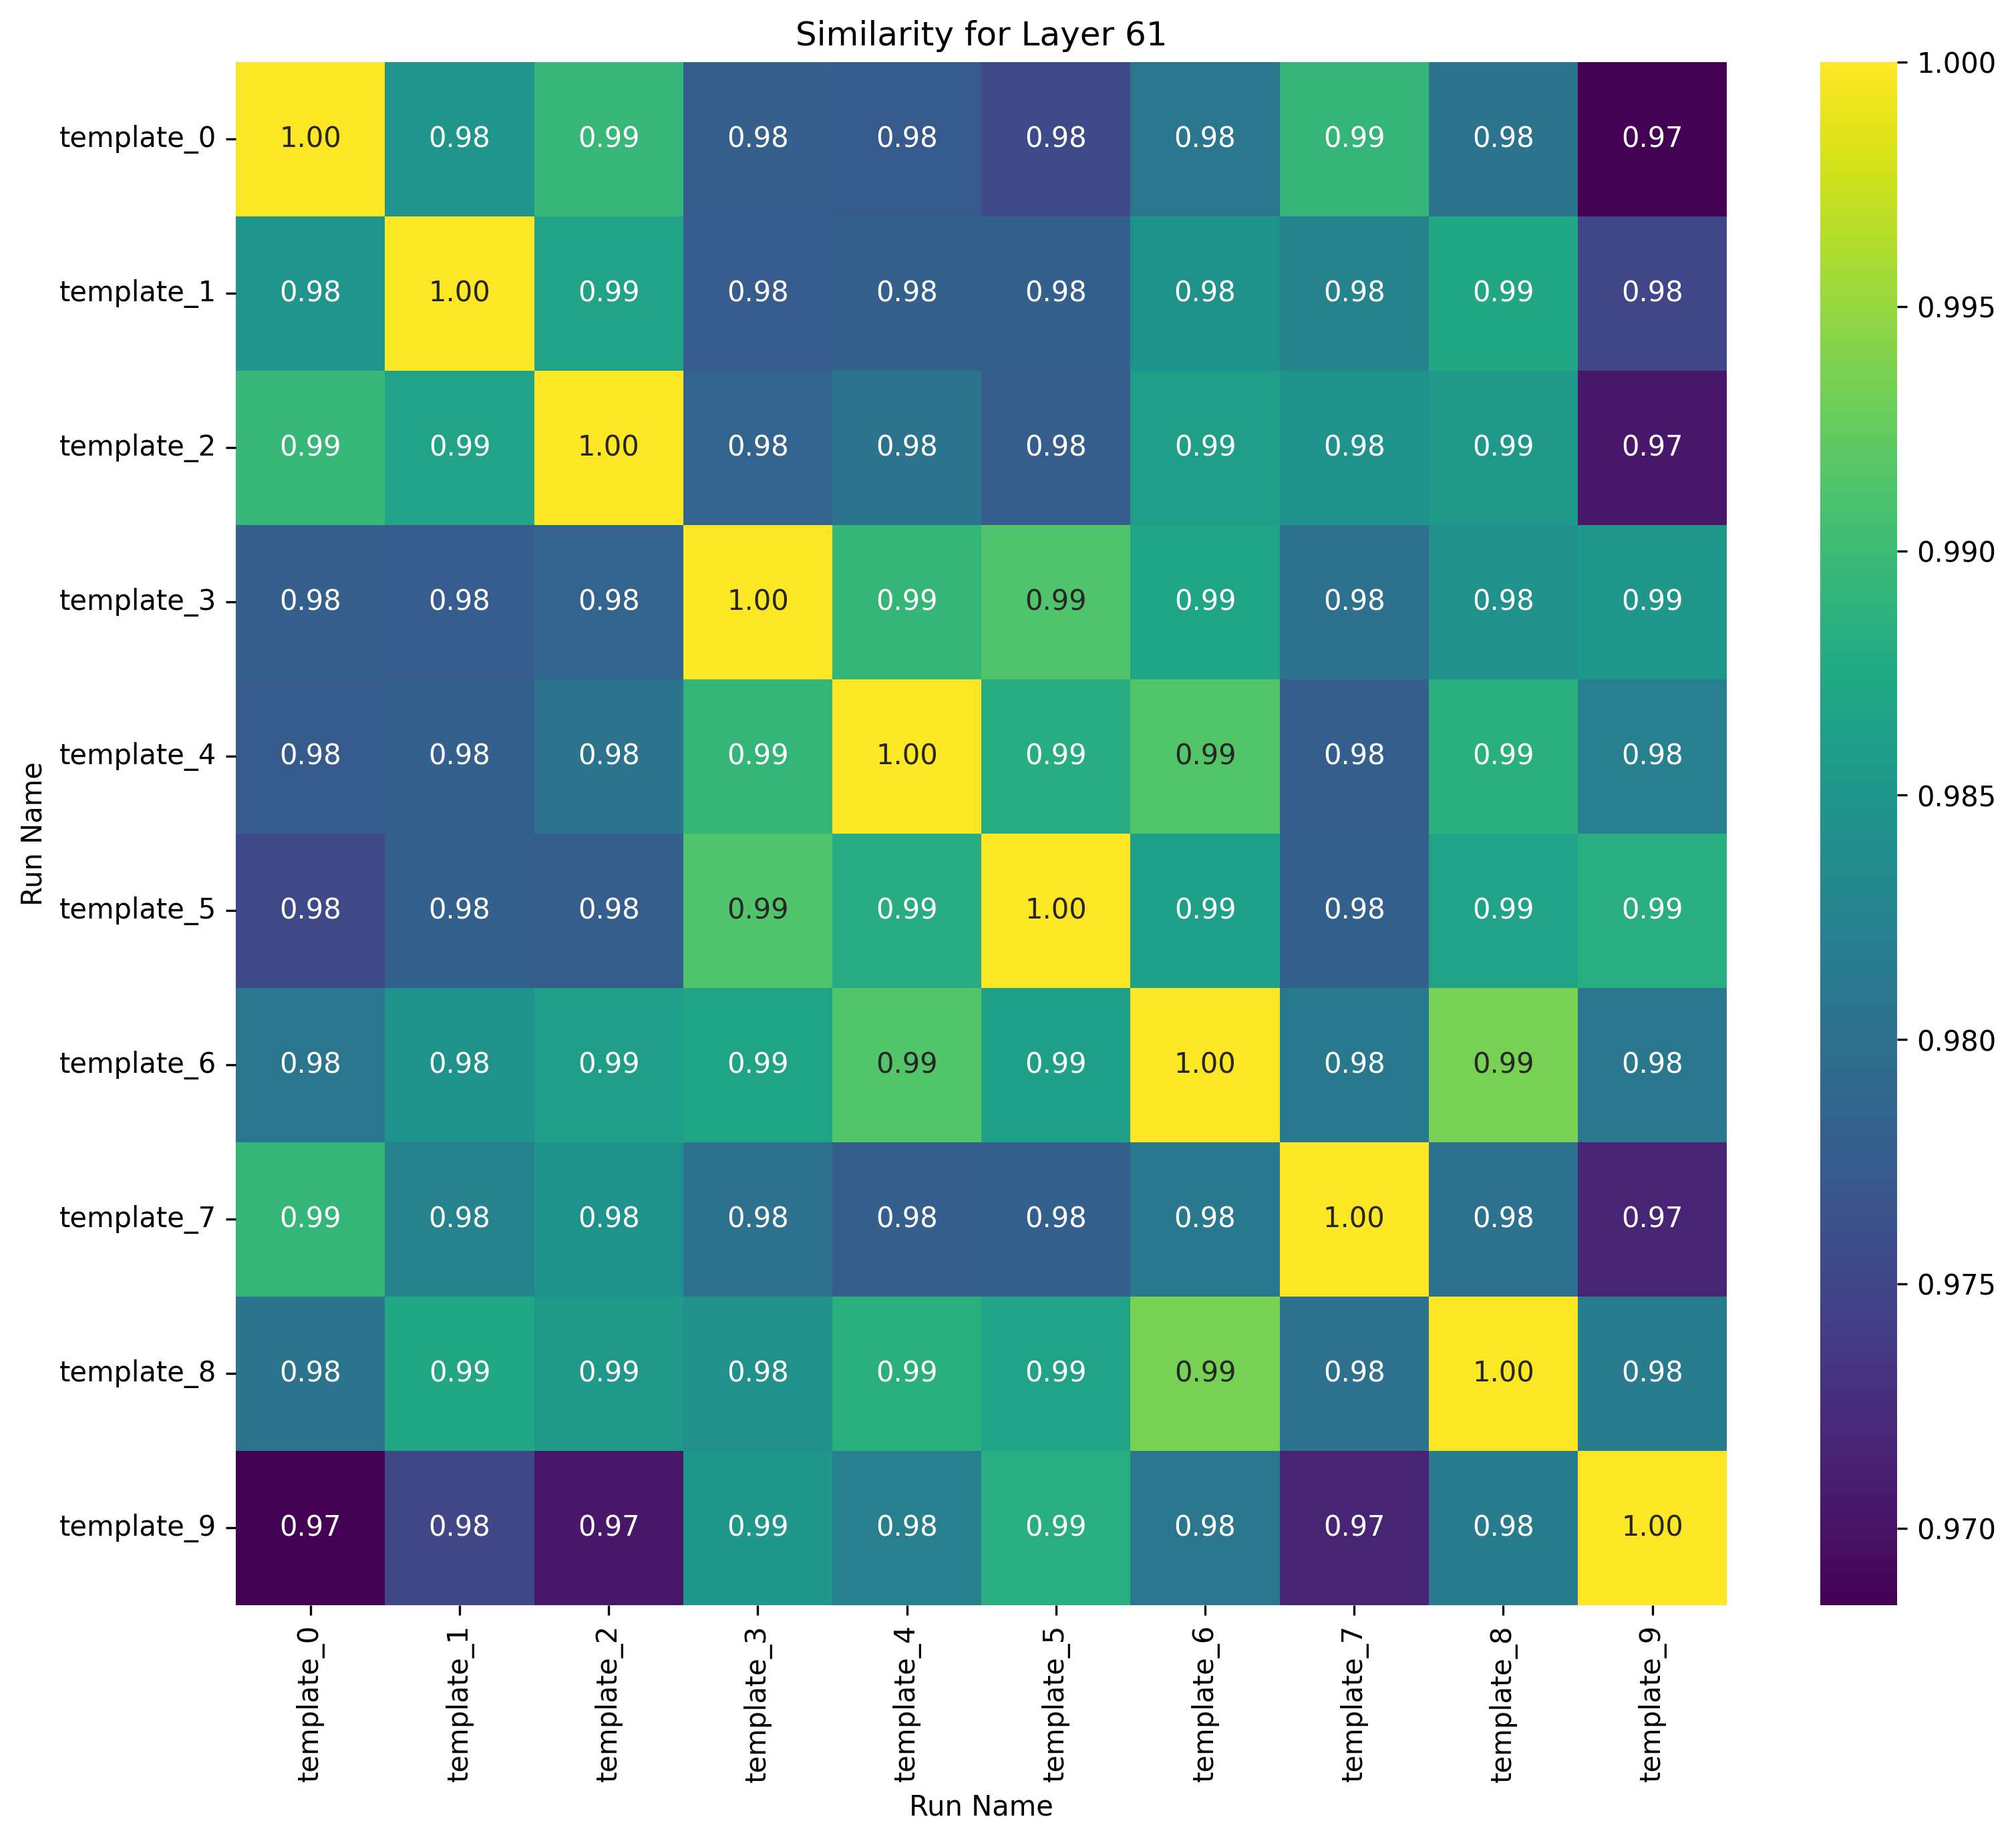 Similarity for Layer 61
template_0 1.00 0.98 0.99 0.98 0.98 0.98 0.98 0.99 0.98 0.97
template_1 0.98 1.00 0.99 0.98 0.98 0.98 0.98 0.98 0.99 0.98
template_2 0.99 0.99 1.00 0.98 0.98 0.98 0.99 0.98 0.99 0.97
template_3 0.98 0.98 0.98 1.00 0.99 0.99 0.99 0.98 0.98 0.99
template_4 0.98 0.98 0.98 0.99 1.00 0.99 0.99 0.98 0.99 0.98
template_5 0.98 0.98 0.98 0.99 0.99 1.00 0.99 0.98 0.99 0.99
template_6 0.98 0.98 0.99 0.99 0.99 0.99 1.00 0.98 0.99 0.98
template_7 0.99 0.98 0.98 0.98 0.98 0.98 0.98 1.00 0.98 0.97
template_8 0.98 0.99 0.99 0.98 0.99 0.99 0.99 0.98 1.00 0.98
template_9 0.97 0.98 0.97 0.99 0.98 0.99 0.98 0.97 0.98 1.00
Run Name
template_0 template_1 template_2 template_3 template_4 template_5 template_6 template_7 template_8 template_9
Run Name
1.000
0.995
0.990
0.985
0.980
0.975
0.970